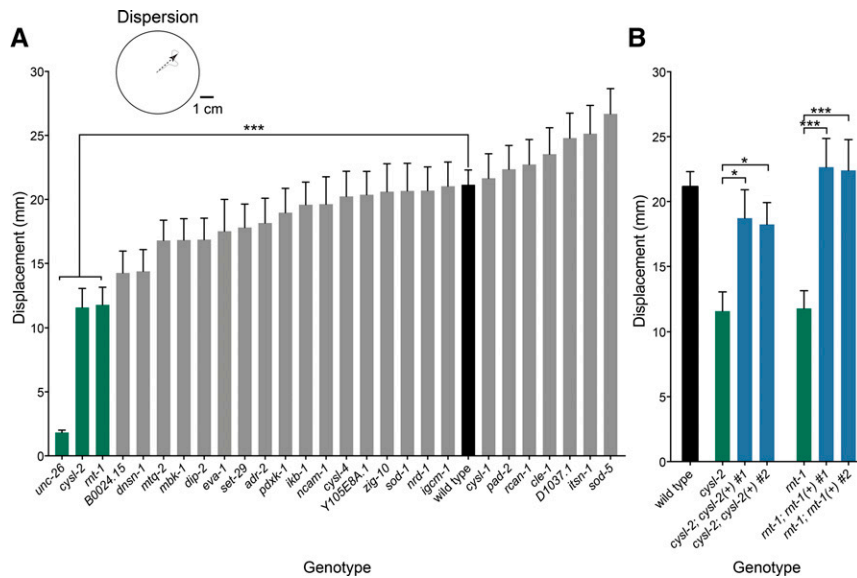 A
Dispersion
1 cm
***
30
25
20
15
10
5
0
Displacement (mm)
unc-26
cysl-2
rnt-1
B0024.15
dnsn-1
mtq-2
mbk-1
dip-2
eva-1
set-29
adr-2
pdxk-1
ikb-1
ncam-1
cysl-4
Y105E8A.1
zig-10
sod-1
nrd-1
igcm-1
wild type
cysl-1
pad-2
rcan-1
cle-1
D1037.1
itsn-1
sod-5
Genotype
B
30
25
20
15
10
5
0
Displacement (mm)
*
*
***
***
wild type
cysl-2
cysl-2; cysl-2(+) #1
cysl-2; cysl-2(+) #2
rnt-1
rnt-1; rnt-1(+) #1
rnt-1; rnt-1(+) #2
Genotype